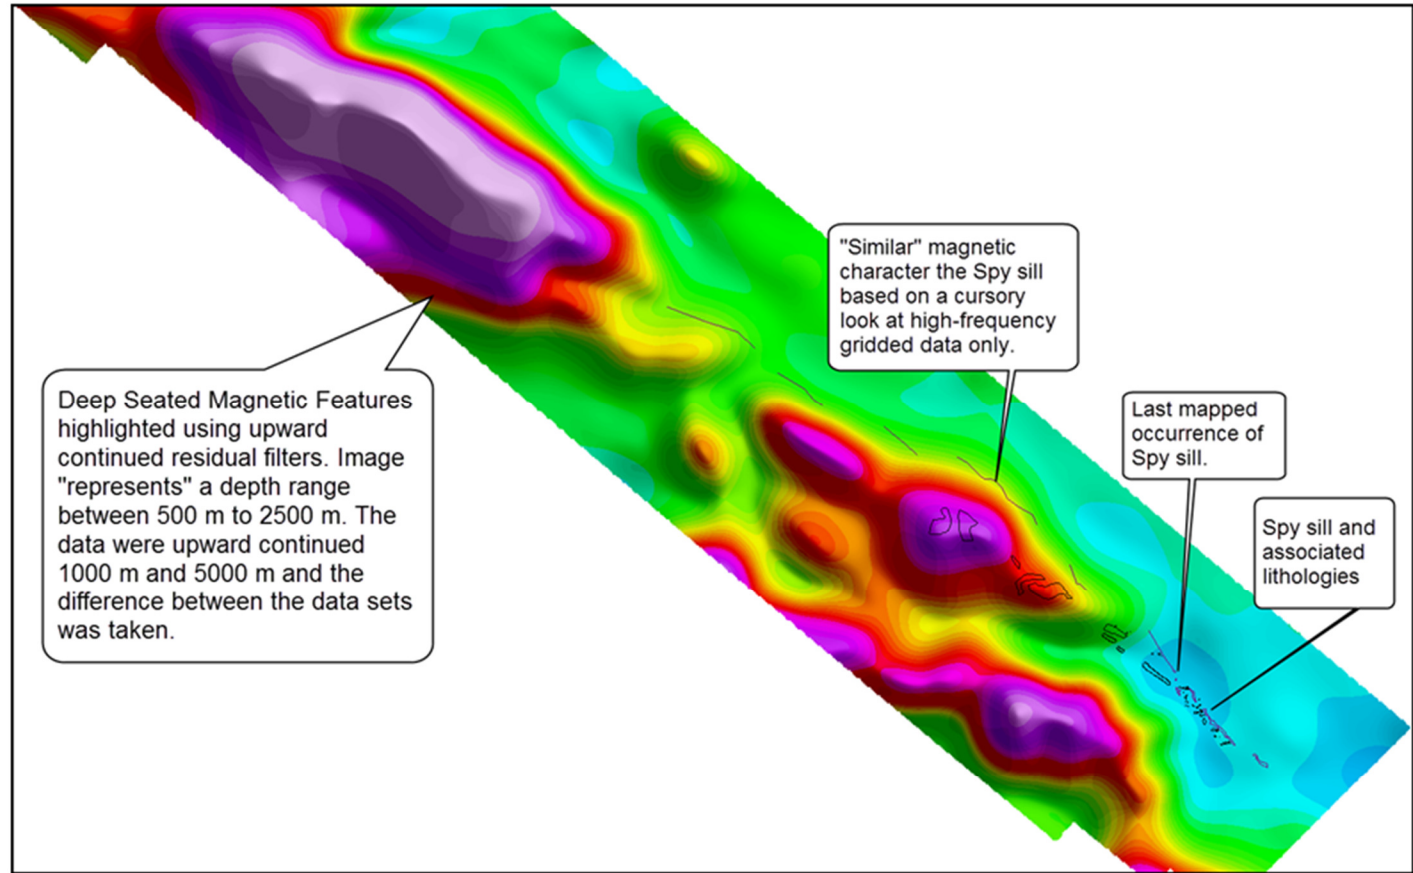 "Similar" magnetic
character the Spy sill
based on a cursory
look at high-frequency
gridded data only.
Deep Seated Magnetic Features
highlighted using upward
continued residual filters. Image
"represents" a depth range
between 500 m to 2500 m. The
data were upward continued
1000 m and 5000 m and the
difference between the data sets
was taken.
Last mapped
occurrence of
Spy sill.
Spy sill and
associated
lithologies